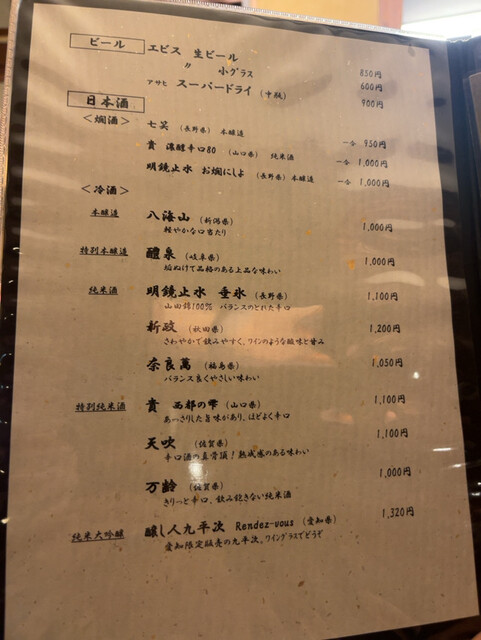 ビール ヱビス 生ビール 850円
〃 小グラス 600円
アサヒ スーパードライ (中瓶) 900円
日本酒
<燗酒> 七笑 (長野県) 本醸造 一合 950円
貴 濃醇辛口80 (山口県) 純米酒 一合 1,000円
明鏡止水 お燗にしよ (長野県) 本醸造 一合 1,000円
<冷酒>
本醸造 八海山 (新潟県) 1,000円
軽やかな口当たり
特別本醸造 醴泉 (岐阜県) 1,000円
垢ぬけて品格のある上品な味わい
純米酒 明鏡止水 垂氷 (長野県) 1,100円
山田錦100% バランスのとれた辛口
新政 (秋田県) 1,200円
さわやかで飲みやすく、ワインのような酸味と甘み
奈良萬 (福島県) 1,050円
バランス良くやさしい味わい
特別純米酒 貴 西都の雫 (山口県) 1,100円
あっさりした旨味があり、ほどよく辛口
天吹 (佐賀県) 1,100円
辛口酒の真骨頂!熟成感のある味わい
万齢 (佐賀県) 1,000円
きりっと辛口、飲み飽きない純米酒
純米大吟醸 醸し人九平次 Rendez-vous (愛知県) 1,320円
愛知限定販売の九平次、ワイングラスでどうぞ